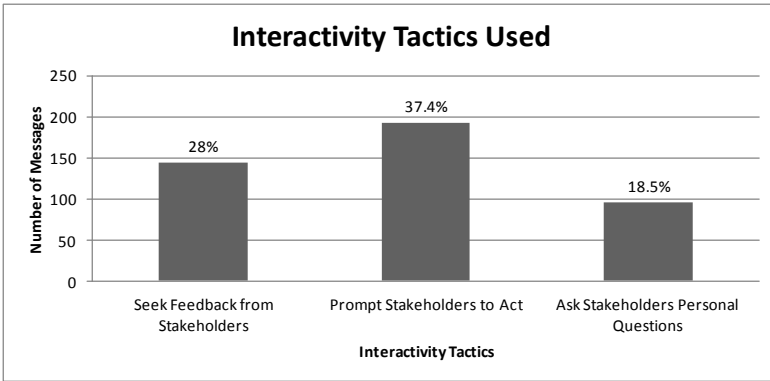 Interactivity Tactics Used
Number of Messages
250
200
150
100
50
0
28%
37.4%
18.5%
Seek Feedback from
Stakeholders
Prompt Stakeholders to Act
Ask Stakeholders Personal
Questions
Interactivity Tactics